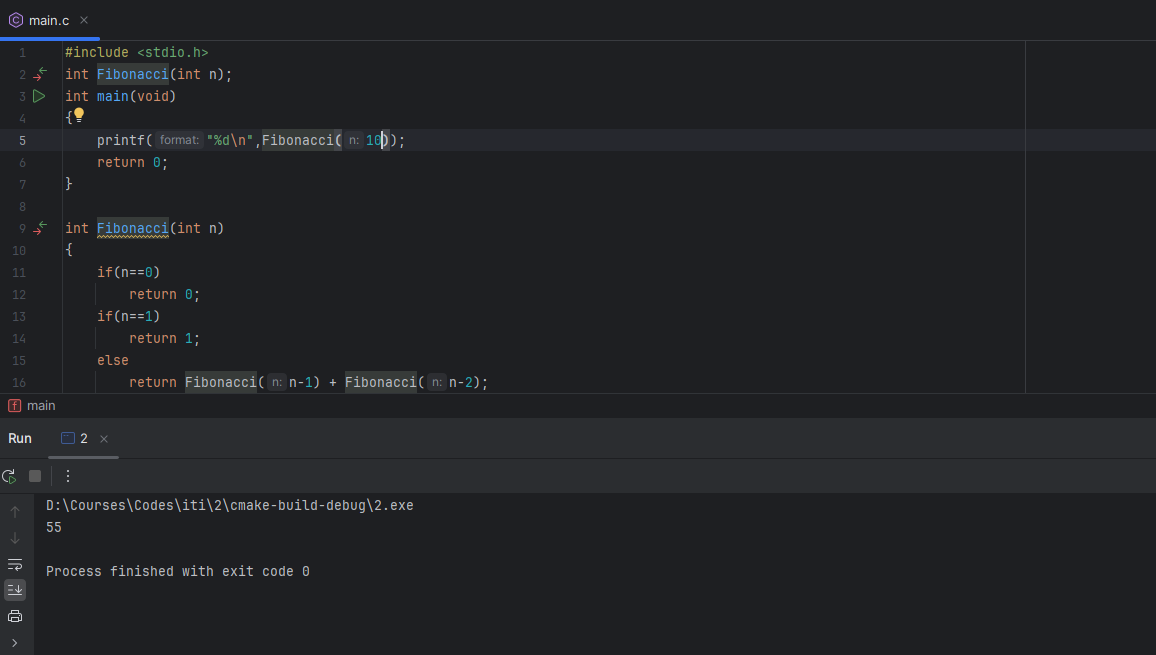 main.c
1 #include <stdio.h>
2 int Fibonacci(int n);
3 int main(void)
4 {
5 printf( format: "%d\n",Fibonacci( n: 10));
6 return 0;
7 }
8
9 int Fibonacci(int n)
10 {
11 if(n==0)
12 return 0;
13 if(n==1)
14 return 1;
15 else
16 return Fibonacci( n: n-1) + Fibonacci( n: n-2);
f main
Run 2
D:\Courses\Codes\iti\2\cmake-build-debug\2.exe
55
Process finished with exit code 0